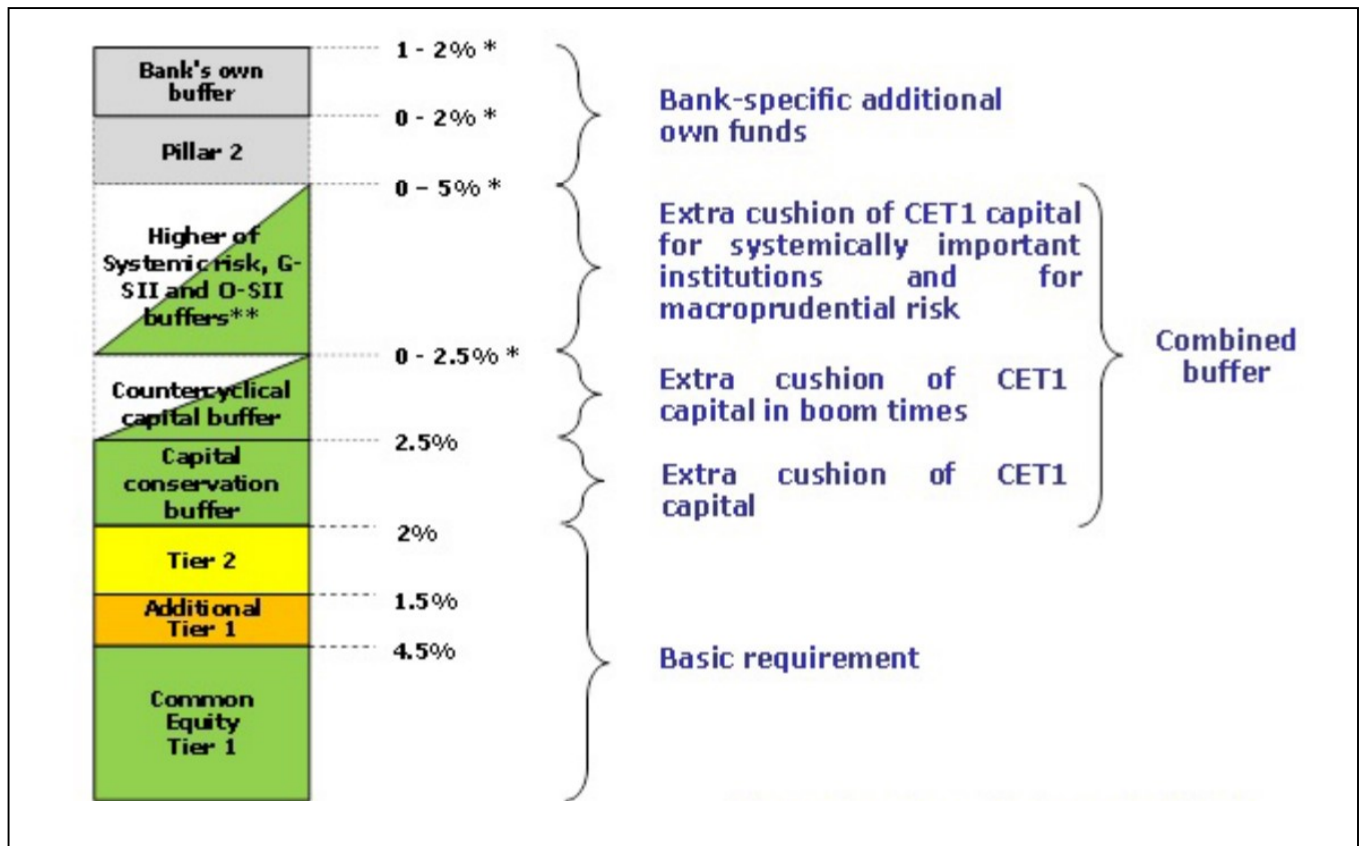 Bank's own
buffer
Pillar 2
Higher of
Systemic risk, G-
SII and O-SII
buffers**
Countercyclical
capital buffer
Capital
conservation
buffer
Tier 2
Additional
Tier 1
Common
Equity
Tier 1
1 - 2% *
0 - 2% *
0 – 5% *
0 - 2.5% *
2.5%
2%
1.5%
4.5%
Bank-specific additional
own funds
Extra cushion of CET1 capital
for systemically important
institutions and for
macroprudential risk
Extra cushion of CET1
capital in boom times
Extra cushion of CET1
capital
Basic requirement
Combined
buffer